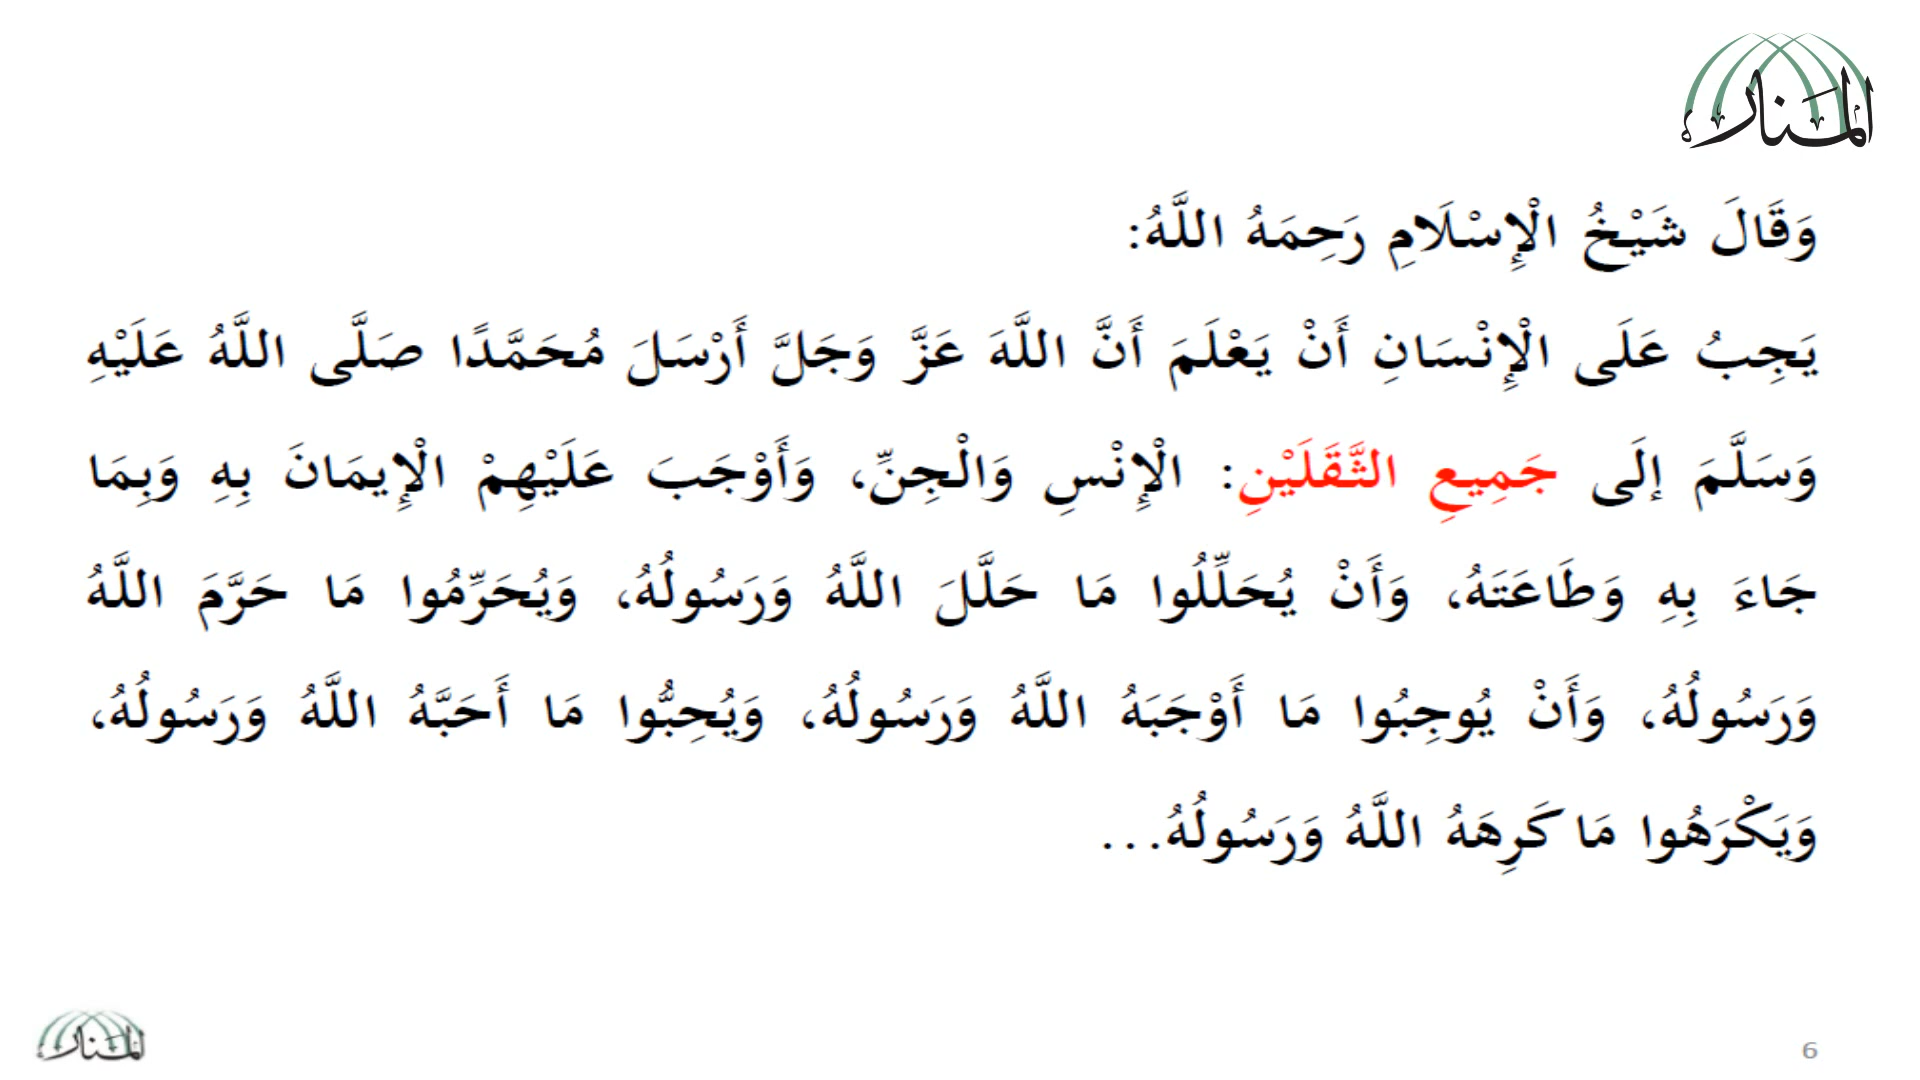 المنار
وَقَالَ شَيْخُ الْإِسْلَامِ رَحِمَهُ اللَّهُ:
يَجِبُ عَلَى الْإِنْسَانِ أَنْ يَعْلَمَ أَنَّ اللَّهَ عَزَّ وَجَلَّ أَرْسَلَ مُحَمَّدًا صَلَّى اللَّهُ عَلَيْهِ
وَسَلَّمَ إلَى جَمِيعِ الثَّقَلَيْنِ: الْإِنْسِ وَالْجِنِّ، وَأَوْجَبَ عَلَيْهِمْ الْإِيمَانَ بِهِ وَبِمَا
جَاءَ بِهِ وَطَاعَتَهُ، وَأَنْ يُحَلِّلُوا مَا حَلَّلَ اللَّهُ وَرَسُولُهُ، وَيُحَرِّمُوا مَا حَرَّمَ اللَّهُ
وَرَسُولُهُ، وَأَنْ يُوجِبُوا مَا أَوْجَبَهُ اللَّهُ وَرَسُولُهُ، وَيُحِبُّوا مَا أَحَبَّهُ اللَّهُ وَرَسُولُهُ،
وَيَكْرَهُوا مَا كَرِهَهُ اللَّهُ وَرَسُولُهُ...
المنار
6